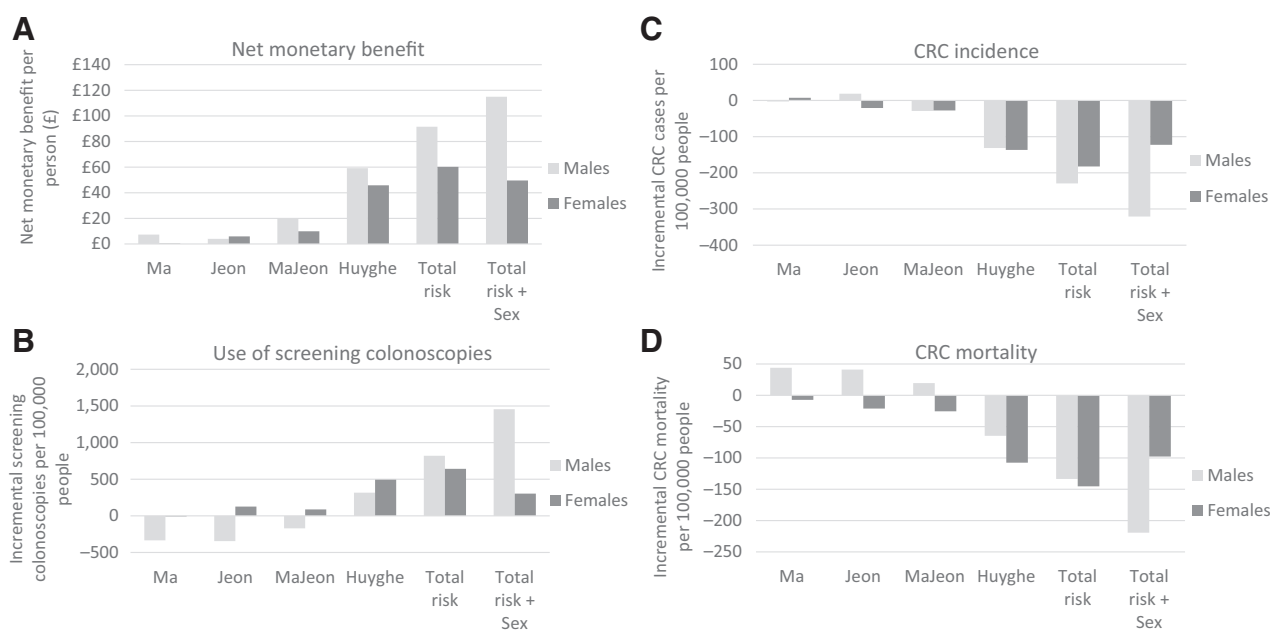 A
Net monetary benefit
Net monetary benefit per
person (£)
£140
£120
£100
£80
£60
£40
£20
£0
Ma
Jeon
MaJeon
Huyghe
Total
risk
Total
risk +
Sex
Males
Females
B
Use of screening colonoscopies
Incremental screening
colonoscopies per 100,000
people
2,000
1,500
1,000
500
0
–500
Ma
Jeon
MaJeon
Huyghe
Total
risk
Total
risk +
Sex
Males
Females
C
CRC incidence
Incremental CRC cases per
100,000 people
100
0
–100
–200
–300
–400
Ma
Jeon
MaJeon
Huyghe
Total
risk
Total
risk +
Sex
Males
Females
D
CRC mortality
Incremental CRC mortality
per 100,000 people
50
0
–50
–100
–150
–200
–250
Ma
Jeon
MaJeon
Huyghe
Total
risk
Total
risk +
Sex
Males
Females